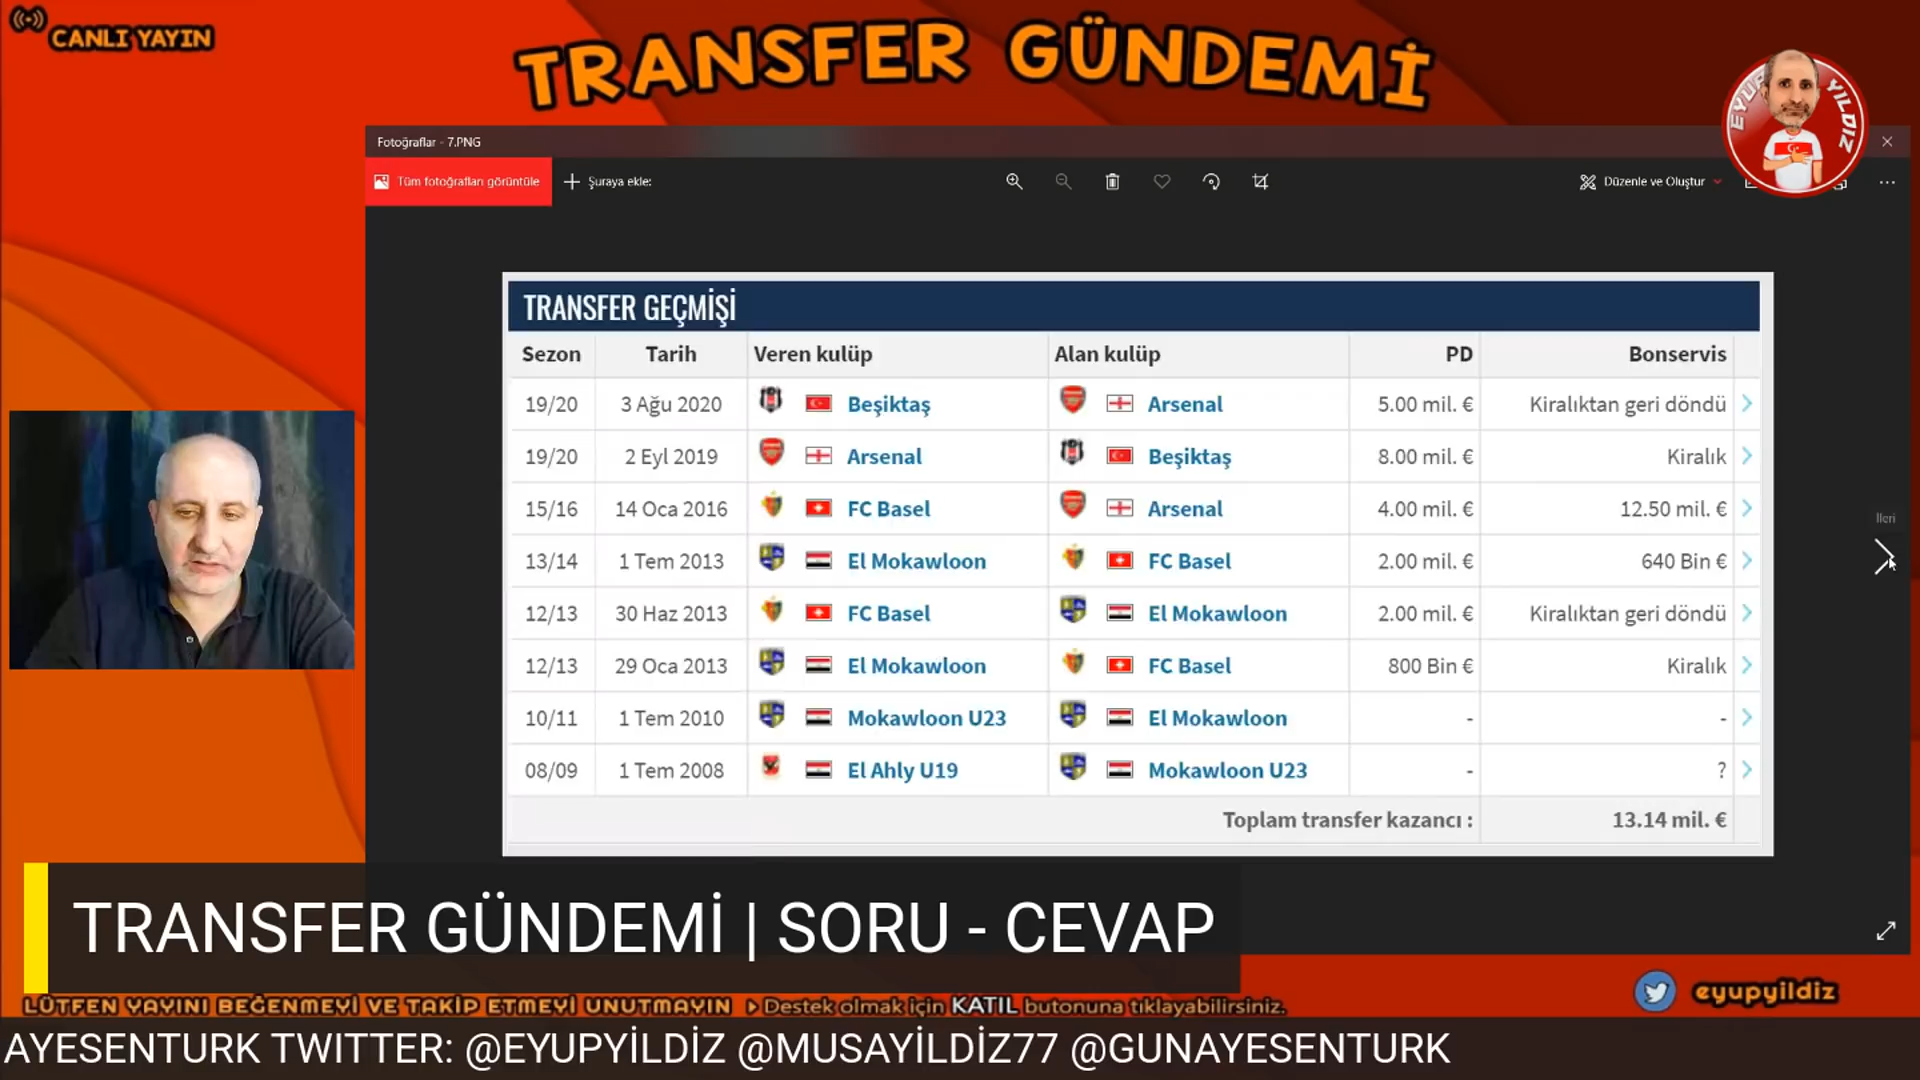 CANLI YAYIN
TRANSFER GÜNDEMİ
EYUP YILDIZ
Fotoğraflar - 7.PNG
Tüm fotoğrafları görüntüle
Şuraya ekle:
Düzenle ve Oluştur
TRANSFER GEÇMİŞİ
Sezon Tarih Veren kulüp Alan kulüp PD Bonservis
19/20 3 Ağu 2020 Beşiktaş Arsenal 5.00 mil. € Kiralıktan geri döndü
19/20 2 Eyl 2019 Arsenal Beşiktaş 8.00 mil. € Kiralık
15/16 14 Oca 2016 FC Basel Arsenal 4.00 mil. € 12.50 mil. €
13/14 1 Tem 2013 El Mokawloon FC Basel 2.00 mil. € 640 Bin €
12/13 30 Haz 2013 FC Basel El Mokawloon 2.00 mil. € Kiralıktan geri döndü
12/13 29 Oca 2013 El Mokawloon FC Basel 800 Bin € Kiralık
10/11 1 Tem 2010 Mokawloon U23 El Mokawloon - -
08/09 1 Tem 2008 El Ahly U19 Mokawloon U23 - ?
Toplam transfer kazancı : 13.14 mil. €
İleri
TRANSFER GÜNDEMİ | SORU - CEVAP
eyupyildiz
LÜTFEN YAYINI BEĞENMEYİ VE TAKİP ETMEYİ UNUTMAYIN Destek olmak için KATIL butonuna tıklayabilirsiniz.
AYESENTURK TWITTER: @EYUPYİLDİZ @MUSAYİLDİZ77 @GUNAYESENTURK